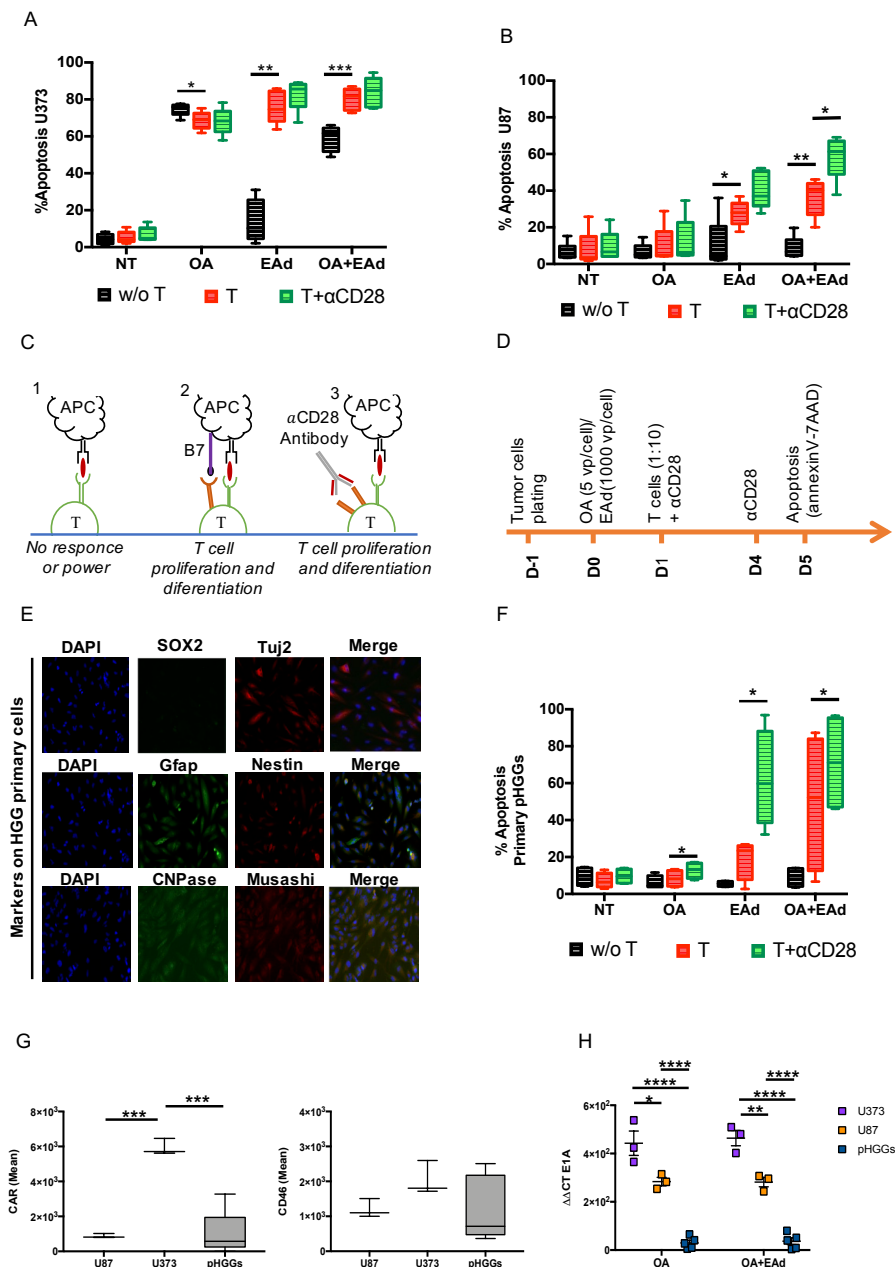 A
%Apoptosis U373
100
80
60
40
20
0
*
**
***
NT OA EAd OA+EAd
w/o T T T+αCD28
B
% Apoptosis U87
100
80
60
40
20
0
*
**
*
NT OA EAd OA+EAd
w/o T T T+αCD28
C
1
APC
T
No responce
or power
2
APC
B7
T
T cell
proliferation and
diferentiation
3
APC
αCD28
Antibody
T
T cell proliferation
and diferentiation
D
Tumor cells
plating
OA (5 vp/cell)/
EAd(1000 vp/cell)
T cells (1:10)
+ αCD28
αCD28
Apoptosis
(annexinV-7AAD)
D-1
D0
D1
D4
D5
E
Markers on HGG primary cells
DAPI SOX2 Tuj2 Merge
DAPI Gfap Nestin Merge
DAPI CNPase Musashi Merge
F
% Apoptosis
Primary pHGGs
100
80
60
40
20
0
*
*
*
NT OA EAd OA+EAd
w/o T T T+αCD28
G
CAR (Mean)
8×10³
6×10³
4×10³
2×10³
0
***
***
U87 U373 pHGGs
CD46 (Mean)
5×10³
4×10³
3×10³
2×10³
1×10³
0
U87 U373 pHGGs
H
ΔΔCT E1A
6×10²
4×10²
2×10²
0
****
****
*
****
****
**
U373
U87
pHGGs
OA OA+EAd